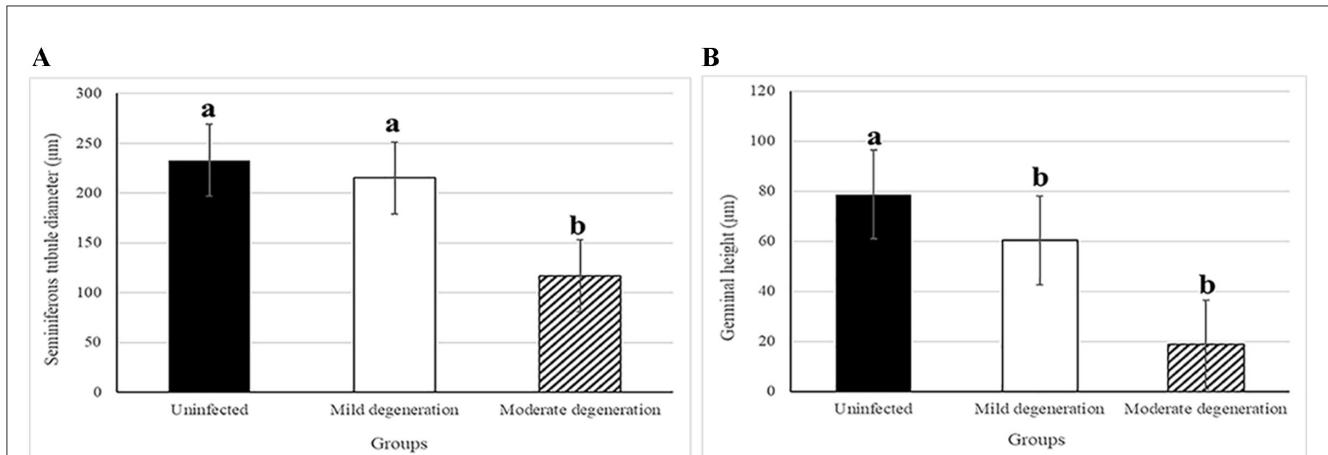 A
300
250
200
150
100
50
0
Seminiferous tubule diameter (μm)
a
a
b
Uninfected
Mild degeneration
Moderate degeneration
Groups
B
120
100
80
60
40
20
0
Germinal height (μm)
a
b
b
Uninfected
Mild degeneration
Moderate degeneration
Groups